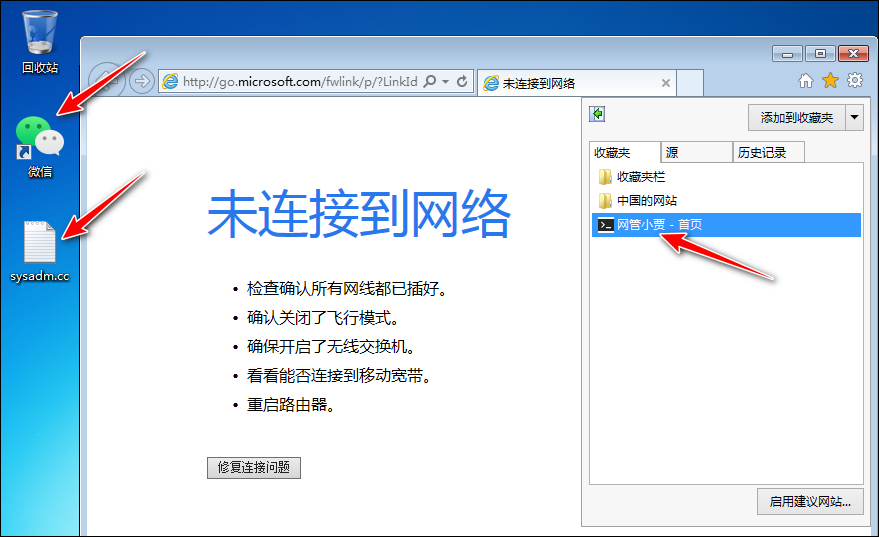 回收站
微信
sysadm.cc
http://go.microsoft.com/fwlink/p/?LinkId
未连接到网络
添加到收藏夹
收藏夹
源
历史记录
收藏夹栏
中国的网站
网管小贾 - 首页
未连接到网络
• 检查确认所有网线都已插好。
• 确认关闭了飞行模式。
• 确保开启了无线交换机。
• 看看能否连接到移动宽带。
• 重启路由器。
修复连接问题
启用建议网站...